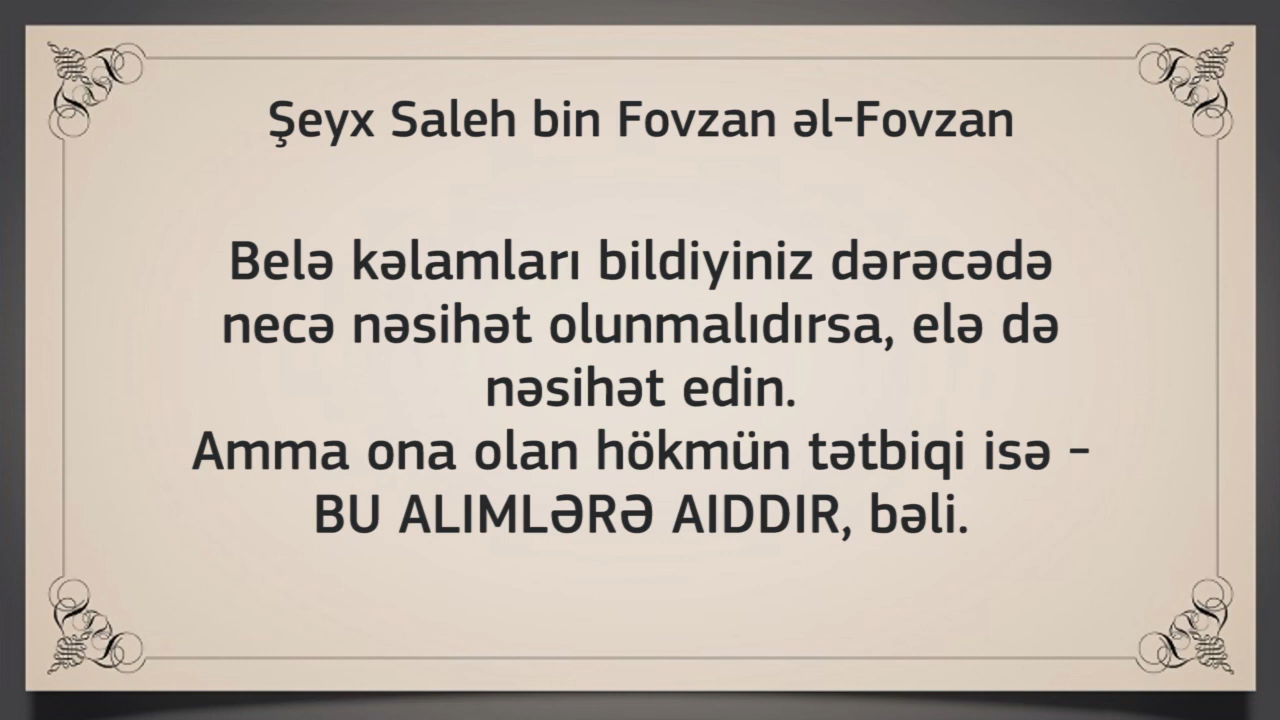 Şeyx Saleh bin Fovzan əl-Fovzan
Belə kəlamları bildiyiniz dərəcədə
necə nəsihət olunmalıdırsa, elə də
nəsihət edin.
Amma ona olan hökmün tətbiqi isə -
BU ALIMLƏRƏ AIDDIR, bəli.